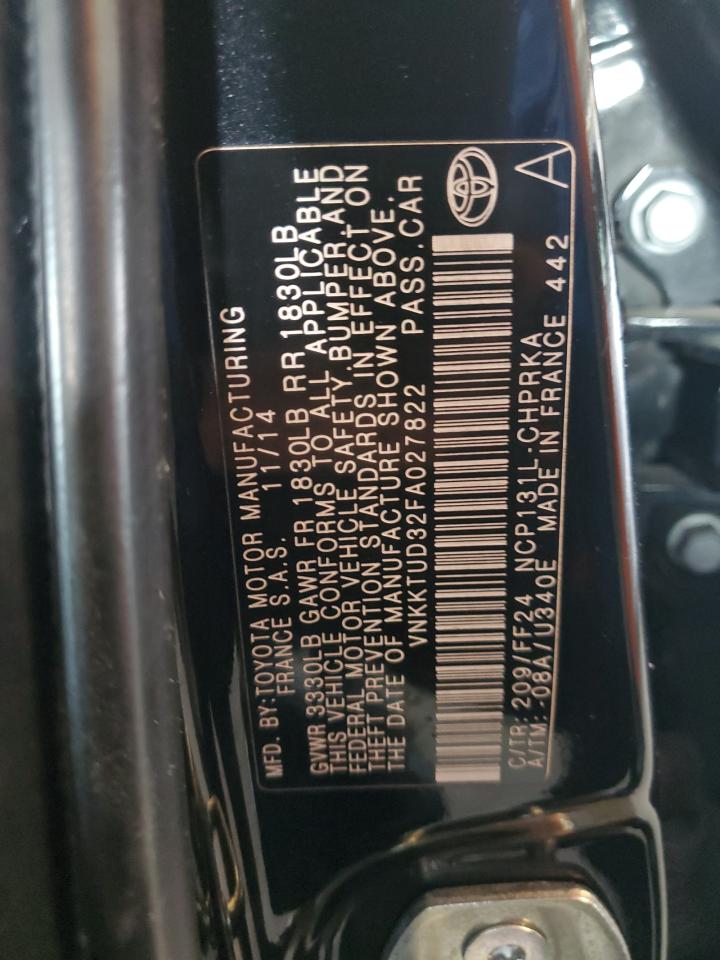 MFD. BY: TOYOTA MOTOR MANUFACTURING
FRANCE S.A.S. 11/14
GVWR 3330LB GAWR FR 1830LB RR 1830LB
THIS VEHICLE CONFORMS TO ALL APPLICABLE
FEDERAL MOTOR VEHICLE SAFETY, BUMPER, AND
THEFT PREVENTION STANDARDS IN EFFECT ON
THE DATE OF MANUFACTURE SHOWN ABOVE.
VNKKTUD32FA027822 PASS.CAR
C/TR: 209/FF24 NCP131L-CHPRKA
A/TM: -08A/U340E MADE IN FRANCE 442
A